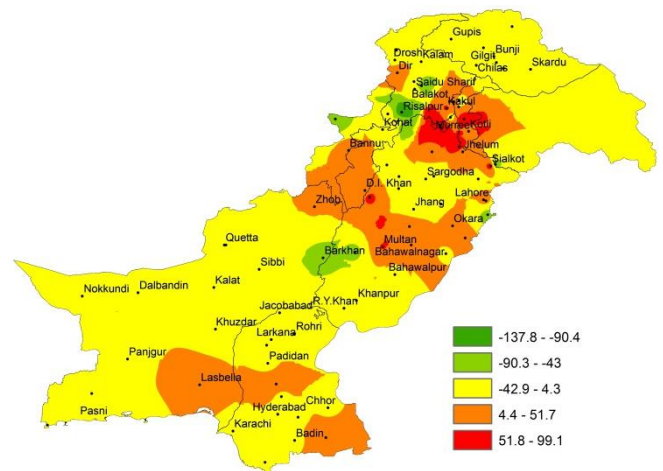 Gupis
Drosh Kalam
Gilgit Bunji
Chilas
Skardu
Dir
Saidu Sharif
Balakot
Risalpur Kakul
Kohat
Murree Kotli
Bannu
Jhelum
Sialkot
D.I. Khan
Sargodha
Zhob
Jhang
Lahore
Okara
Quetta
Multan
Barkhan
Bahawalnagar
Sibbi
Bahawalpur
Nokkundi
Dalbandin
Kalat
Khanpur
Jacobabad
R.Y.Khan
Khuzdar
Larkana
Rohri
Panjgur
Padidan
Lasbella
Pasni
Hyderabad
Chhor
Karachi
Badin
-137.8 - -90.4
-90.3 - -43
-42.9 - 4.3
4.4 - 51.7
51.8 - 99.1